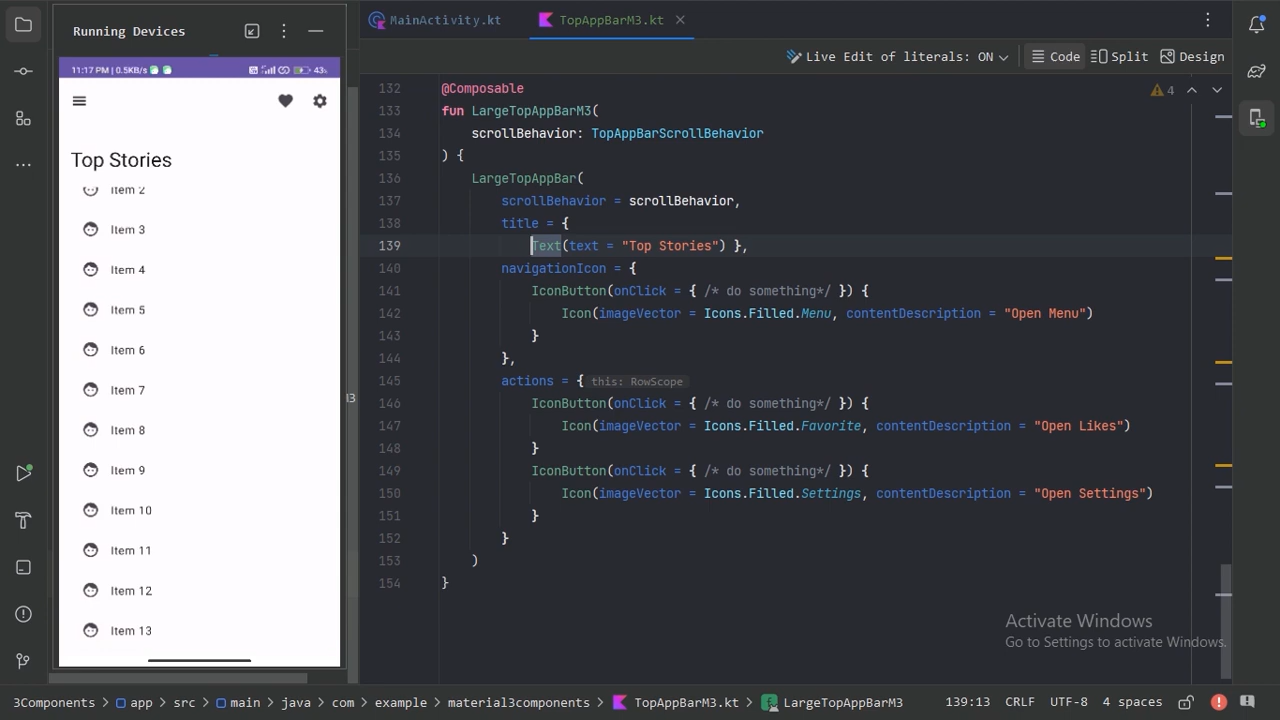 Running Devices
MainActivity.kt
TopAppBarM3.kt
Live Edit of literals: ON
Code
Split
Design
11:17 PM | 0.5KB/s
43%
Top Stories
Item 2
Item 3
Item 4
Item 5
Item 6
Item 7
Item 8
Item 9
Item 10
Item 11
Item 12
Item 13
4
132 @Composable
133 fun LargeTopAppBarM3(
134 scrollBehavior: TopAppBarScrollBehavior
135 ) {
136 LargeTopAppBar(
137 scrollBehavior = scrollBehavior,
138 title = {
139 Text(text = "Top Stories") },
140 navigationIcon = {
141 IconButton(onClick = { /* do something*/ }) {
142 Icon(imageVector = Icons.Filled.Menu, contentDescription = "Open Menu")
143 }
144 },
145 actions = { this: RowScope
146 IconButton(onClick = { /* do something*/ }) {
147 Icon(imageVector = Icons.Filled.Favorite, contentDescription = "Open Likes")
148 }
149 IconButton(onClick = { /* do something*/ }) {
150 Icon(imageVector = Icons.Filled.Settings, contentDescription = "Open Settings")
151 }
152 }
153 )
154 }
Activate Windows
Go to Settings to activate Windows.
3Components > app > src > main > java > com > example > material3components > TopAppBarM3.kt > LargeTopAppBarM3
139:13 CRLF UTF-8 4 spaces